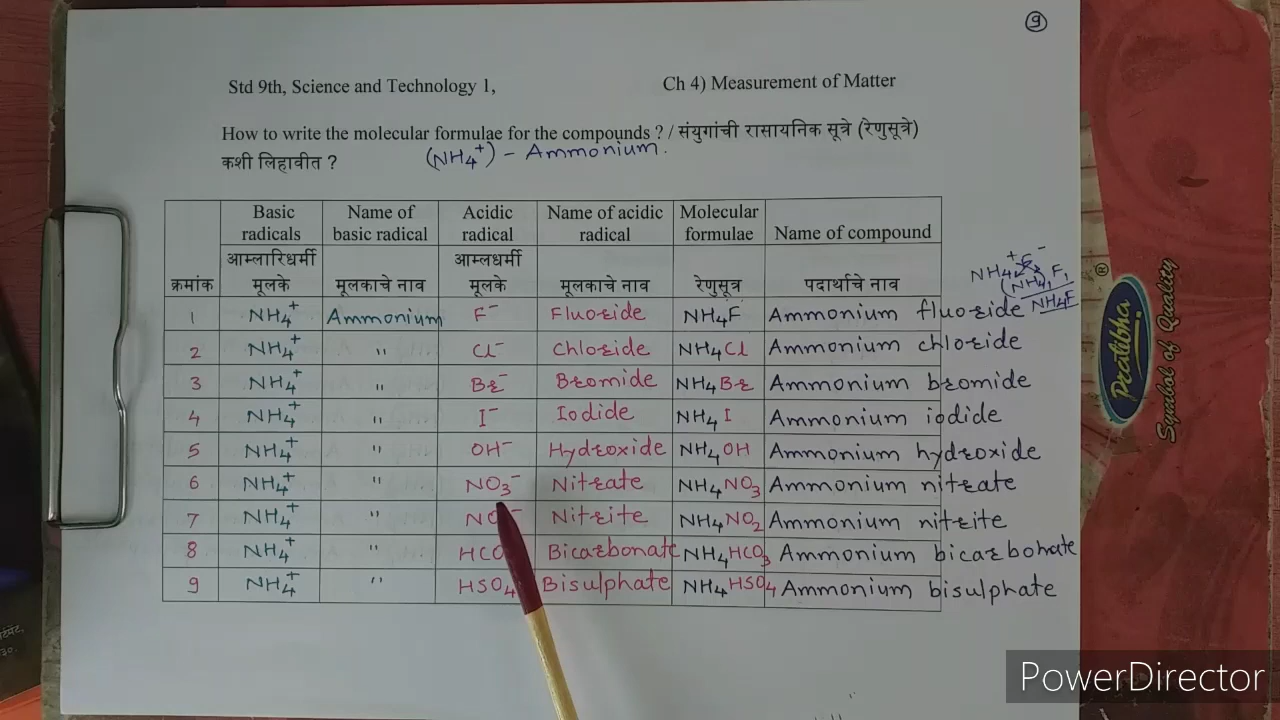 9
Std 9th, Science and Technology 1, Ch 4) Measurement of Matter
How to write the molecular formulae for the compounds ? / संयुगांची रासायनिक सूत्रे (रेणुसूत्रे)
कशी लिहावीत ? (NH₄⁺) - Ammonium.
Basic radicals Name of basic radical Acidic radical Name of acidic radical Molecular formulae Name of compound
क्रमांक आम्लारिधर्मी मूलके मूलकाचे नाव आम्लधर्मी मूलके मूलकाचे नाव रेणुसूत्र पदार्थाचे नाव
1 NH₄⁺ Ammonium F⁻ Fluoride NH₄F Ammonium fluoride
2 NH₄⁺ " Cl⁻ Chloride NH₄Cl Ammonium chloride
3 NH₄⁺ " Br⁻ Bromide NH₄Br Ammonium bromide
4 NH₄⁺ " I⁻ Iodide NH₄I Ammonium iodide
5 NH₄⁺ " OH⁻ Hydroxide NH₄OH Ammonium hydroxide
6 NH₄⁺ " NO₃⁻ Nitrate NH₄NO₃ Ammonium nitrate
7 NH₄⁺ " Nitrite NH₄NO₂ Ammonium nitrite
8 NH₄⁺ " Bicarbonate NH₄HCO₃ Ammonium bicarbonate
9 NH₄⁺ " HSO₄ Bisulphate NH₄HSO₄ Ammonium bisulphate
NH₄⁺ F⁻
(NH₄)₁ F₁
NH₄F
Pratibha ®
Symbol of Quality
30.
PowerDirector